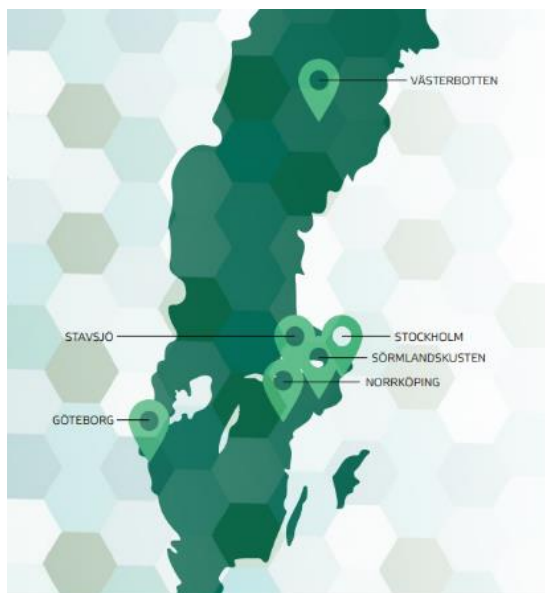 VÄSTERBOTTEN
STAVSJÖ
STOCKHOLM
SÖRMLANDSKUSTEN
NORRKÖPING
GÖTEBORG